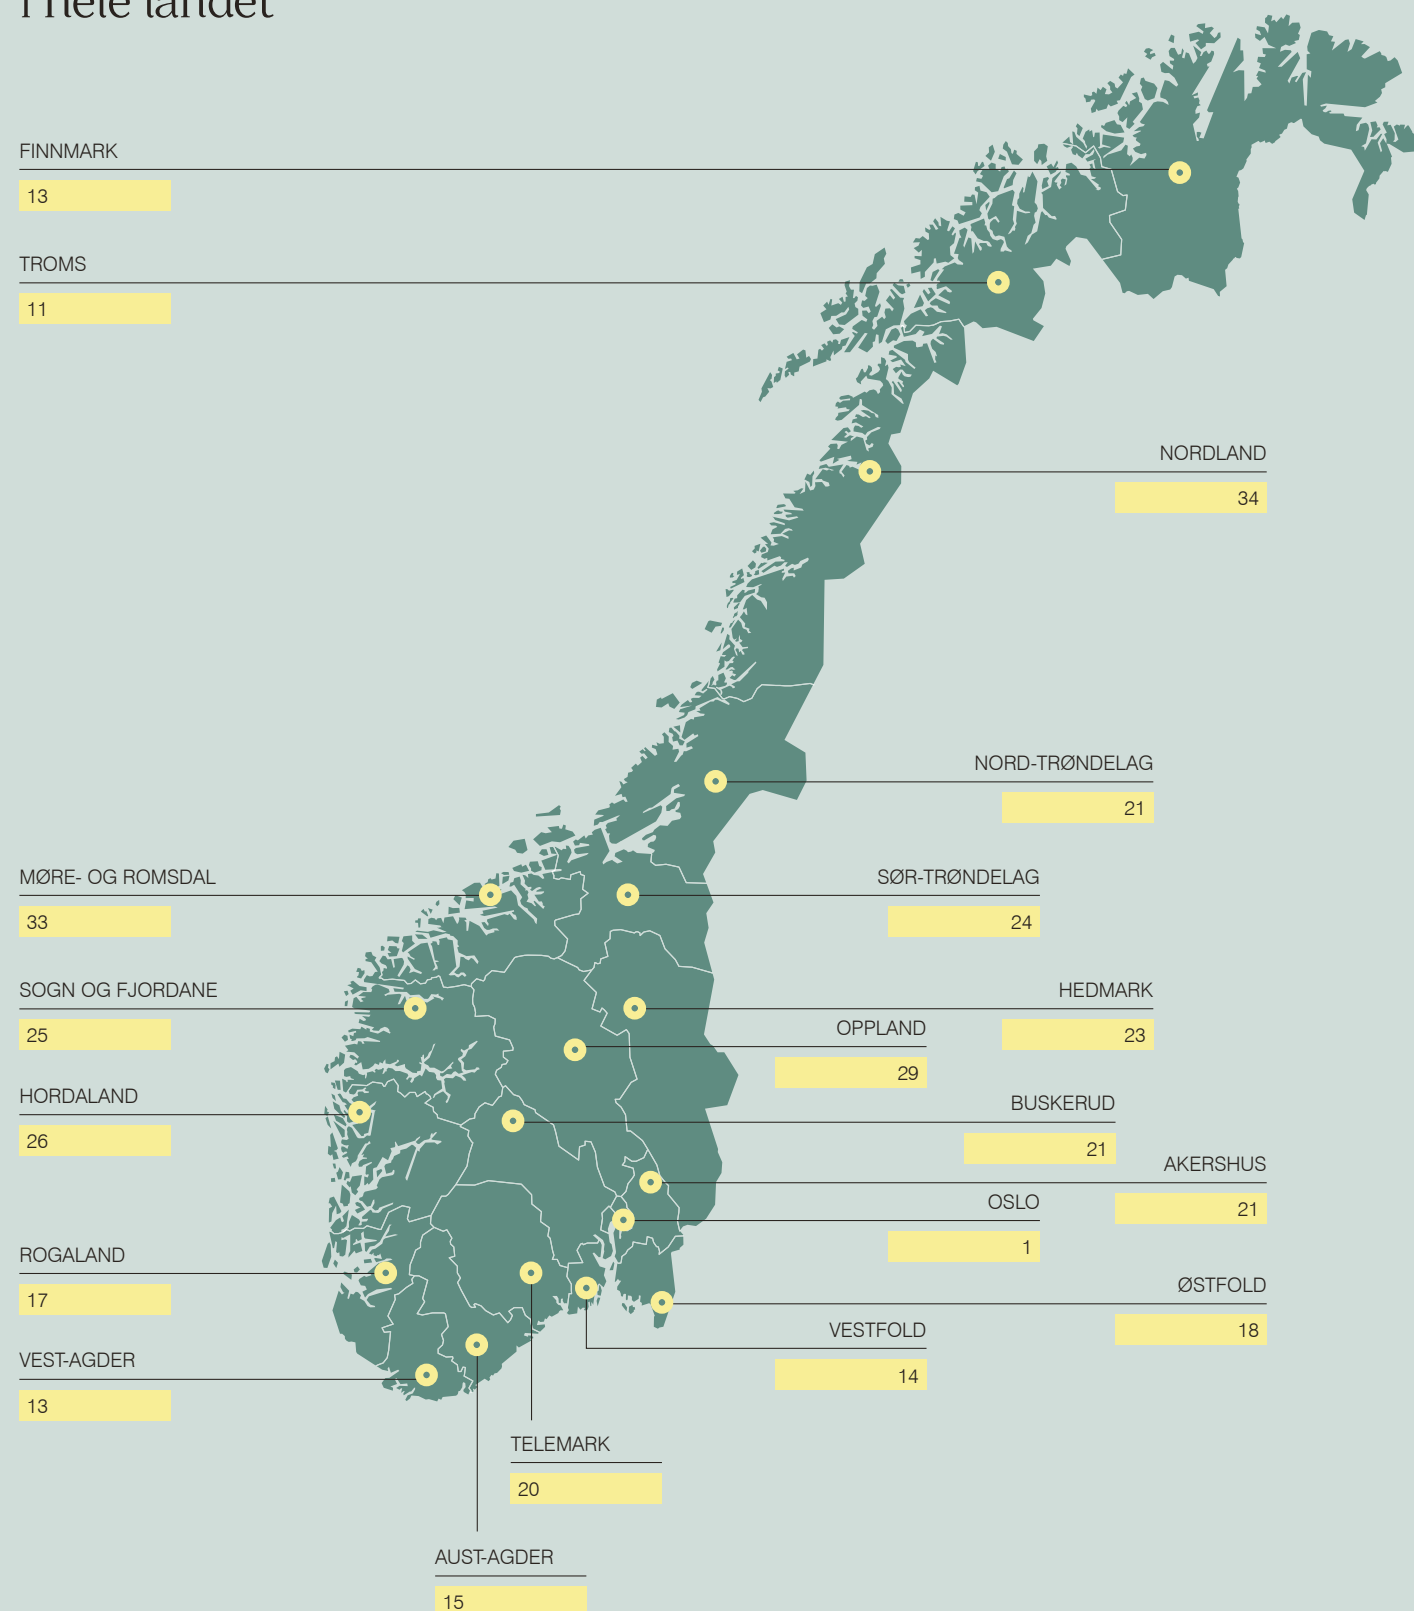 i hele landet
FINNMARK
13
TROMS
11
NORDLAND
34
NORD-TRØNDELAG
21
MØRE- OG ROMSDAL
33
SØR-TRØNDELAG
24
SOGN OG FJORDANE
25
HEDMARK
23
OPPLAND
29
HORDALAND
26
BUSKERUD
21
AKERSHUS
21
OSLO
1
ROGALAND
17
ØSTFOLD
18
VESTFOLD
14
VEST-AGDER
13
TELEMARK
20
AUST-AGDER
15